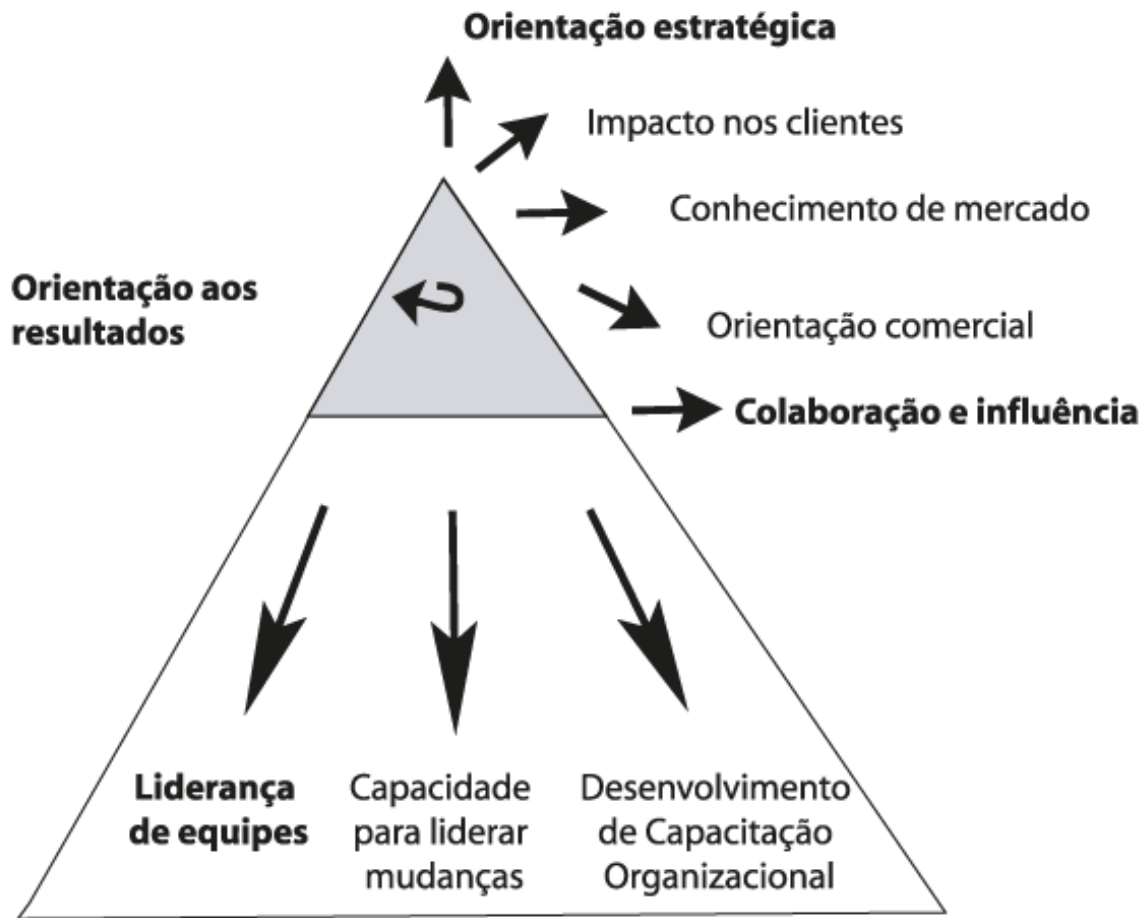 Orientação estratégica
Impacto nos clientes
Conhecimento de mercado
Orientação aos
resultados
Orientação comercial
Colaboração e influência
Liderança
de equipes
Capacidade
para liderar
mudanças
Desenvolvimento
de Capacitação
Organizacional